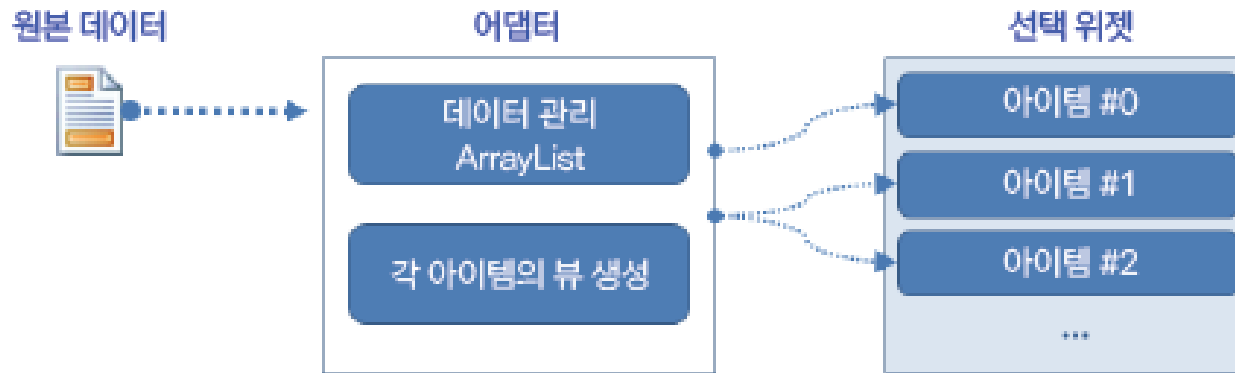 원본 데이터
어댑터
선택 위젯
데이터 관리
ArrayList
각 아이템의 뷰 생성
아이템 #0
아이템 #1
아이템 #2
...